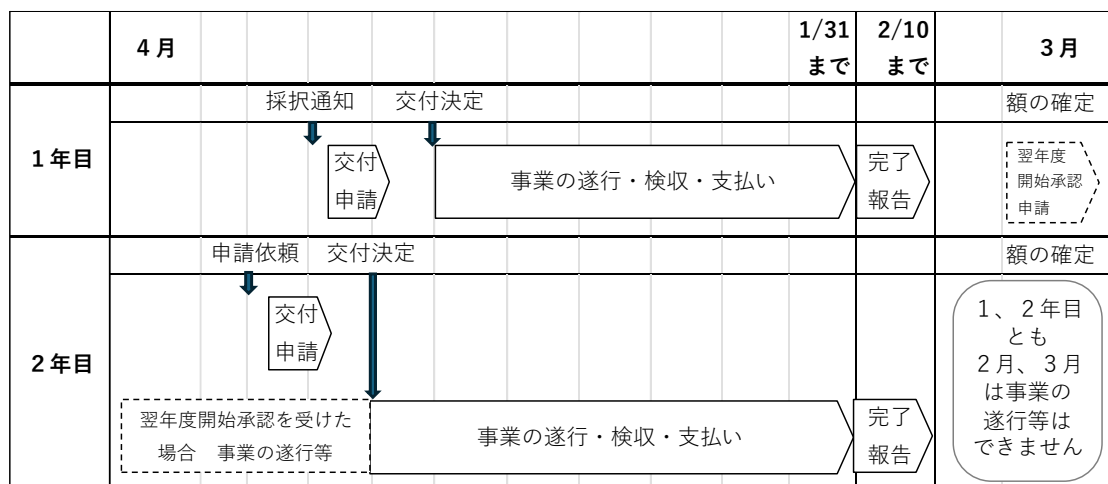 4月
1/31
まで
2/10
まで
3月
1年目
採択通知
交付決定
額の確定
交付
申請
事業の遂行・検収・支払い
完了
報告
翌年度
開始承認
申請
2年目
申請依頼
交付決定
額の確定
交付
申請
翌年度開始承認を受けた
場合　事業の遂行等
事業の遂行・検収・支払い
完了
報告
1、2年目
とも
2月、3月
は事業の
遂行等は
できません